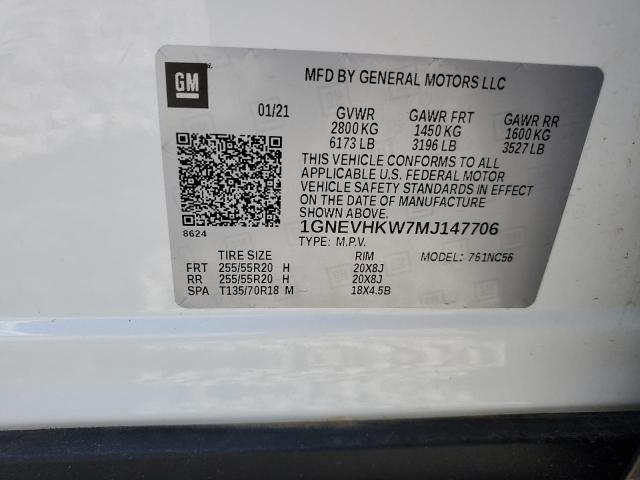 GM
MFD BY GENERAL MOTORS LLC
01/21 GVWR GAWR FRT GAWR RR
2800 KG 1450 KG 1600 KG
6173 LB 3196 LB 3527 LB
THIS VEHICLE CONFORMS TO ALL
APPLICABLE U.S. FEDERAL MOTOR
VEHICLE SAFETY STANDARDS IN EFFECT
ON THE DATE OF MANUFACTURE
SHOWN ABOVE.
8624 1GNEVHKW7MJ147706
TYPE: M.P.V. MODEL: 761NC56
TIRE SIZE RIM
FRT 255/55R20 H 20X8J
RR 255/55R20 H 20X8J
SPA T135/70R18 M 18X4.5B